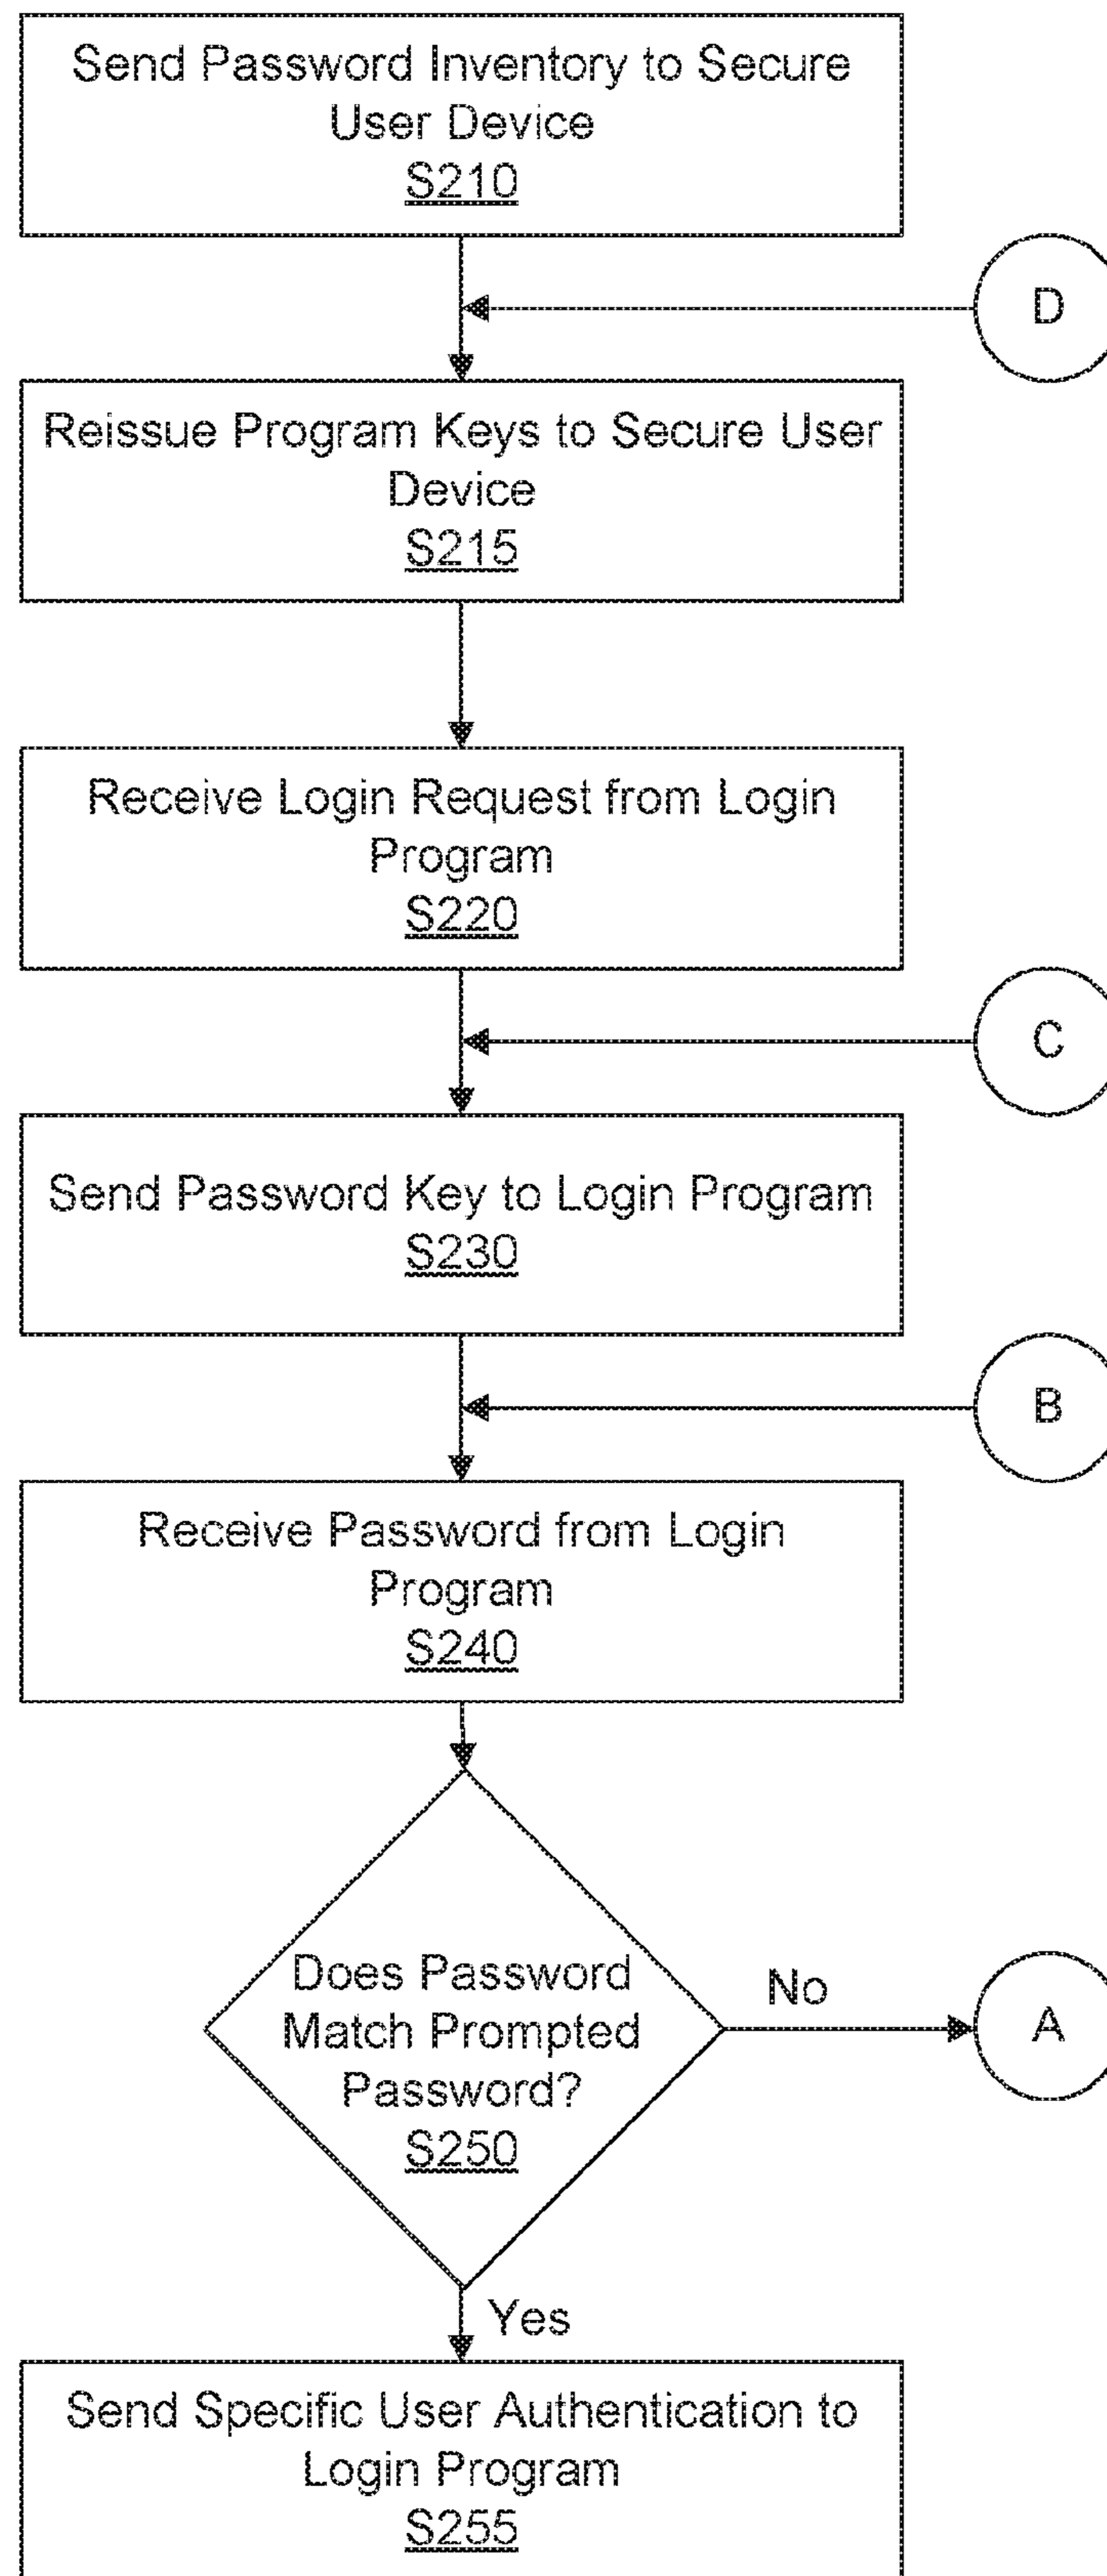 Send Password Inventory to Secure
User Device
S210
D
Reissue Program Keys to Secure User
Device
S215
Receive Login Request from Login
Program
S220
C
Send Password Key to Login Program
S230
B
Receive Password from Login
Program
S240
Does Password
Match Prompted
Password?
S250
No
A
Yes
Send Specific User Authentication to
Login Program
S255